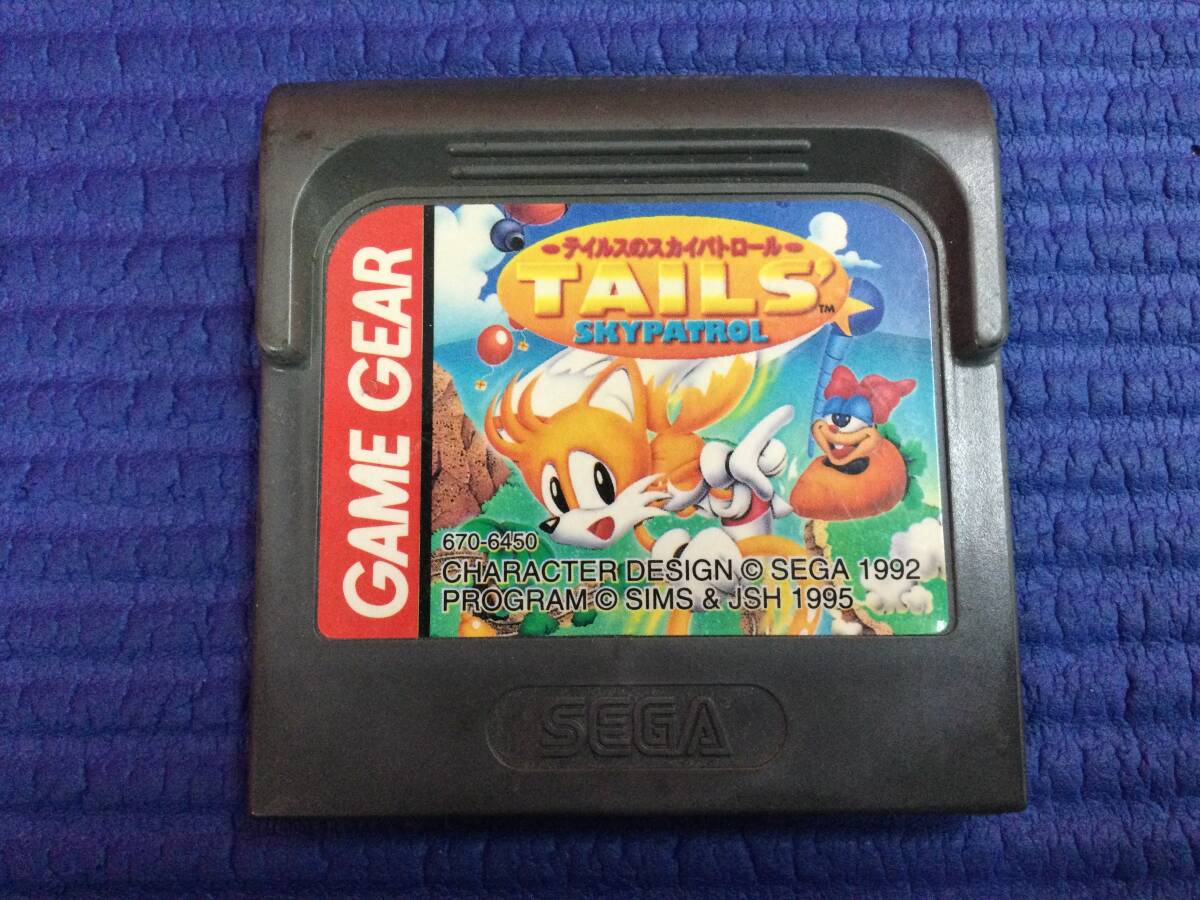 GAME GEAR
-テイルスのスカイパトロール-
TAILS'™
SKYPATROL
670-6450
CHARACTER DESIGN © SEGA 1992
PROGRAM © SIMS & JSH 1995
SEGA